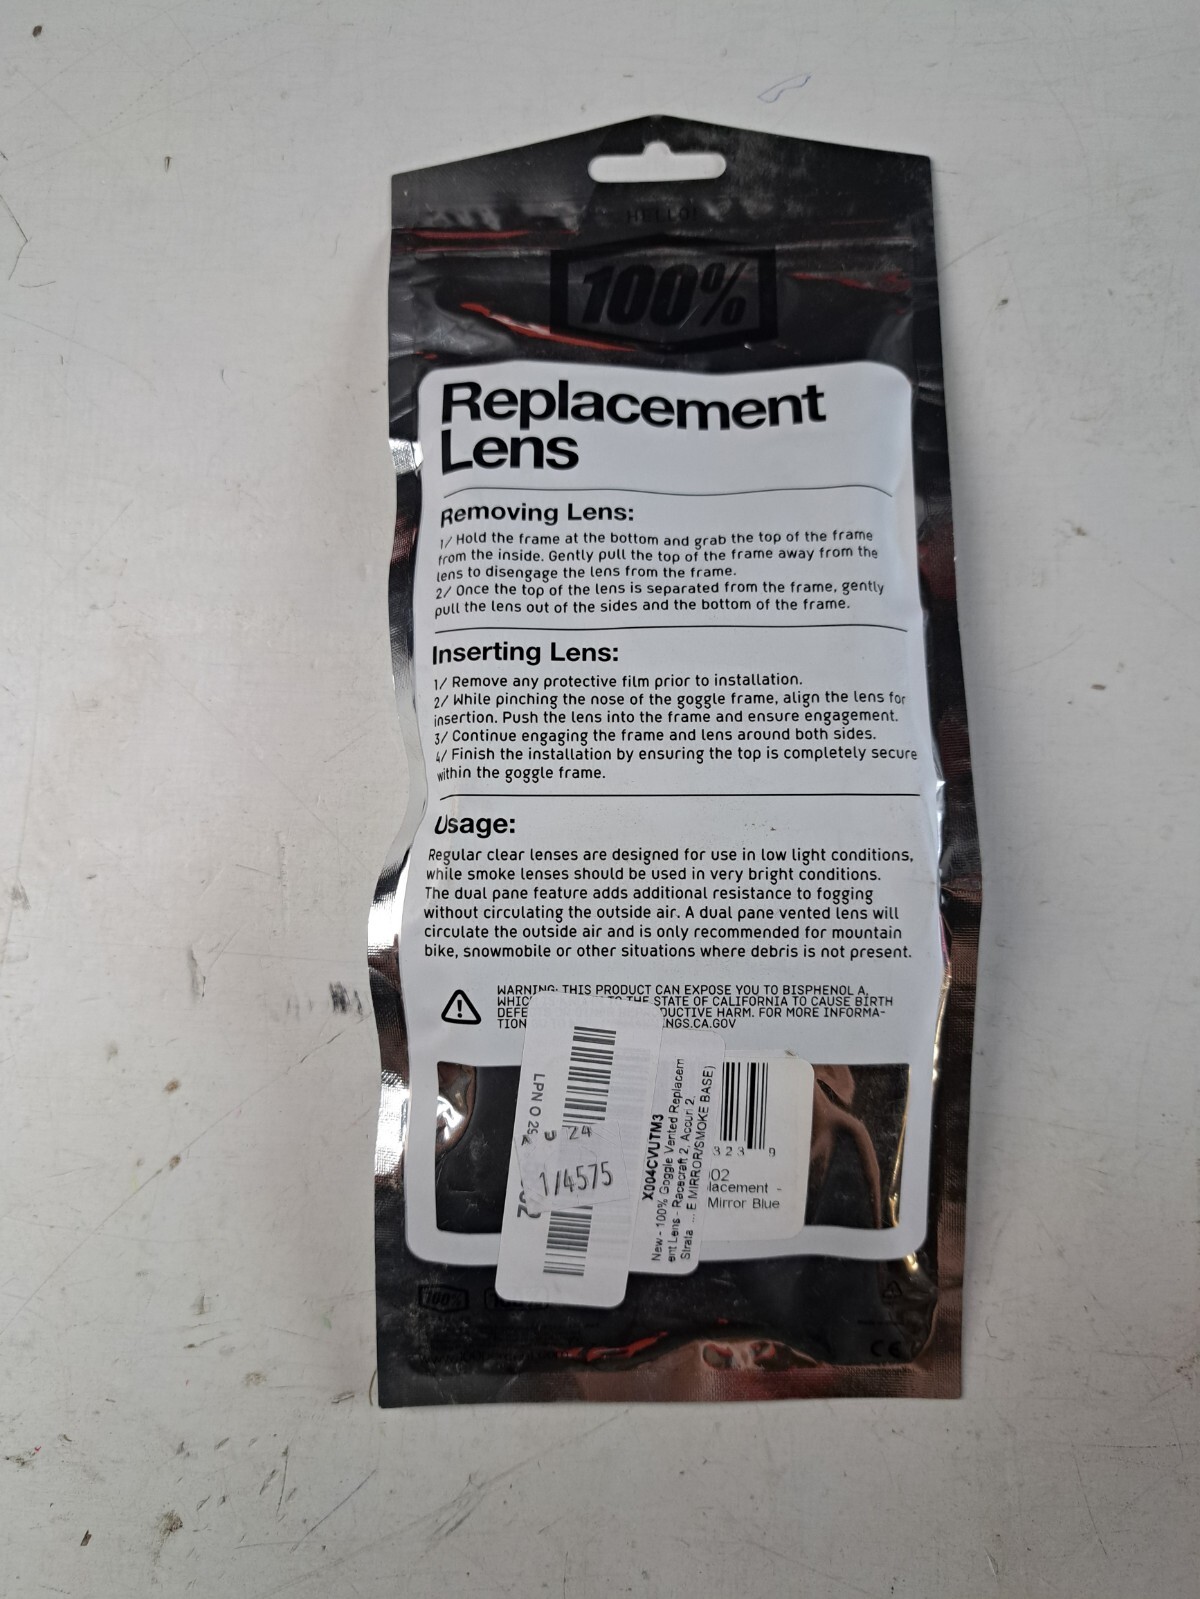 HELLO!
100%
Replacement
Lens
Removing Lens:
1/ Hold the frame at the bottom and grab the top of the frame
from the inside. Gently pull the top of the frame away from the
lens to disengage the lens from the frame.
2/ Once the top of the lens is separated from the frame, gently
pull the lens out of the sides and the bottom of the frame.
Inserting Lens:
1/ Remove any protective film prior to installation.
2/ While pinching the nose of the goggle frame, align the lens for
insertion. Push the lens into the frame and ensure engagement.
3/ Continue engaging the frame and lens around both sides.
4/ Finish the installation by ensuring the top is completely secure
within the goggle frame.
Usage:
Regular clear lenses are designed for use in low light conditions,
while smoke lenses should be used in very bright conditions.
The dual pane feature adds additional resistance to fogging
without circulating the outside air. A dual pane vented lens will
circulate the outside air and is only recommended for mountain
bike, snowmobile or other situations where debris is not present.
WARNING: THIS PRODUCT CAN EXPOSE YOU TO BISPHENOL A,
WHIC TO THE STATE OF CALIFORNIA TO CAUSE BIRTH
DEFE DUCTIVE HARM. FOR MORE INFORMA-
TION INGS.CA.GOV
LPN
1/4575
X004CVUTM3
New - 100% Goggle Vented Replacem
ent Lens - Racecraft 2, Accuri 2,
Strata ... E MIRROR/SMOKE BASE)
323 9
02
lacement -
Mirror Blue
100%
CE